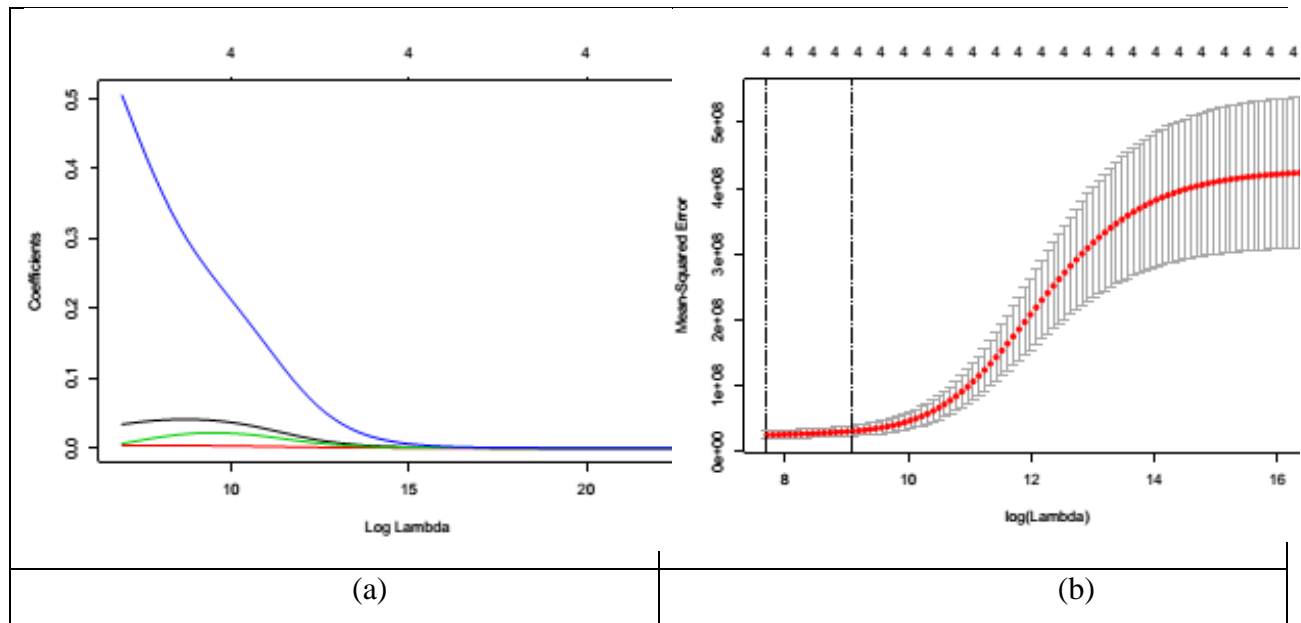 4 4 4
0.5
0.4
0.3
0.2
0.1
0.0
Coefficients
10 15 20
Log Lambda
4 4 4 4 4 4 4 4 4 4 4 4 4 4 4 4 4 4 4 4 4 4 4
5e+08
4e+08
3e+08
2e+08
1e+08
0e+00
Mean-Squared Error
8 10 12 14 16
log(Lambda)
(a) (b)